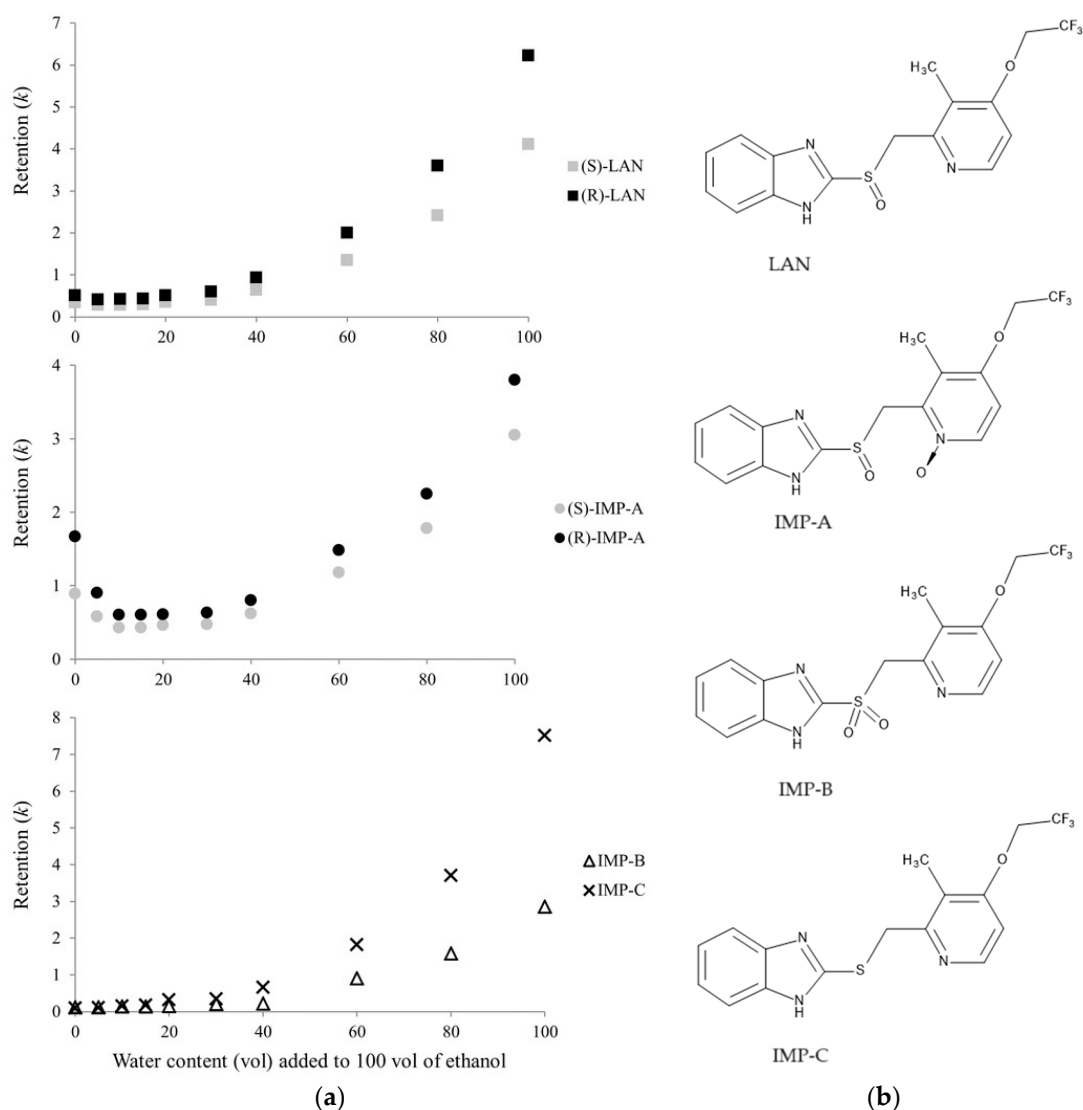 7
6
5
4
3
2
1
0
0 20 40 60 80 100
Retention (k)
(S)-LAN
(R)-LAN
4
3
2
1
0
0 20 40 60 80 100
Retention (k)
(S)-IMP-A
(R)-IMP-A
8
7
6
5
4
3
2
1
0
0 20 40 60 80 100
Retention (k)
IMP-B
IMP-C
Water content (vol) added to 100 vol of ethanol
(a)
CF3
O
H3C
N
N
S
N
H
O
LAN
CF3
O
H3C
N
N
S
N
H
O
O
IMP-A
CF3
O
H3C
N
N
S
N
H
O
O
IMP-B
CF3
O
H3C
N
N
S
N
H
IMP-C
(b)